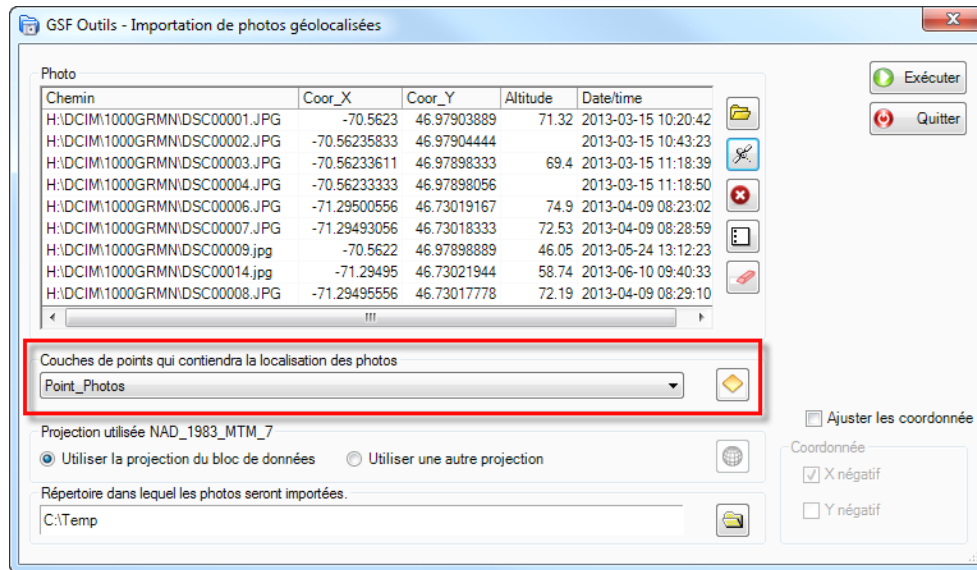 GSF Outils - Importation de photos géolocalisées
Photo
Chemin Coor_X Coor_Y Altitude Date/time
H:\DCIM\1000GRMN\DSC00001.JPG -70.5623 46.97903889 71.32 2013-03-15 10:20:42
H:\DCIM\1000GRMN\DSC00002.JPG -70.56235833 46.97904444 2013-03-15 10:43:23
H:\DCIM\1000GRMN\DSC00003.JPG -70.56233611 46.97898333 69.4 2013-03-15 11:18:39
H:\DCIM\1000GRMN\DSC00004.JPG -70.56233333 46.97898056 2013-03-15 11:18:50
H:\DCIM\1000GRMN\DSC00006.JPG -71.29500556 46.73019167 74.9 2013-04-09 08:23:02
H:\DCIM\1000GRMN\DSC00007.JPG -71.29493056 46.73018333 72.53 2013-04-09 08:28:59
H:\DCIM\1000GRMN\DSC00009.jpg -70.5622 46.97898889 46.05 2013-05-24 13:12:23
H:\DCIM\1000GRMN\DSC00014.jpg -71.29495 46.73021944 58.74 2013-06-10 09:40:33
H:\DCIM\1000GRMN\DSC00008.JPG -71.29495556 46.73017778 72.19 2013-04-09 08:29:10
Exécuter
Quitter
Couches de points qui contiendra la localisation des photos
Point_Photos
Projection utilisée NAD_1983_MTM_7
Utiliser la projection du bloc de données Utiliser une autre projection
Répertoire dans lequel les photos seront importées.
C:\Temp
Ajuster les coordonnée
Coordonnée
X négatif
Y négatif